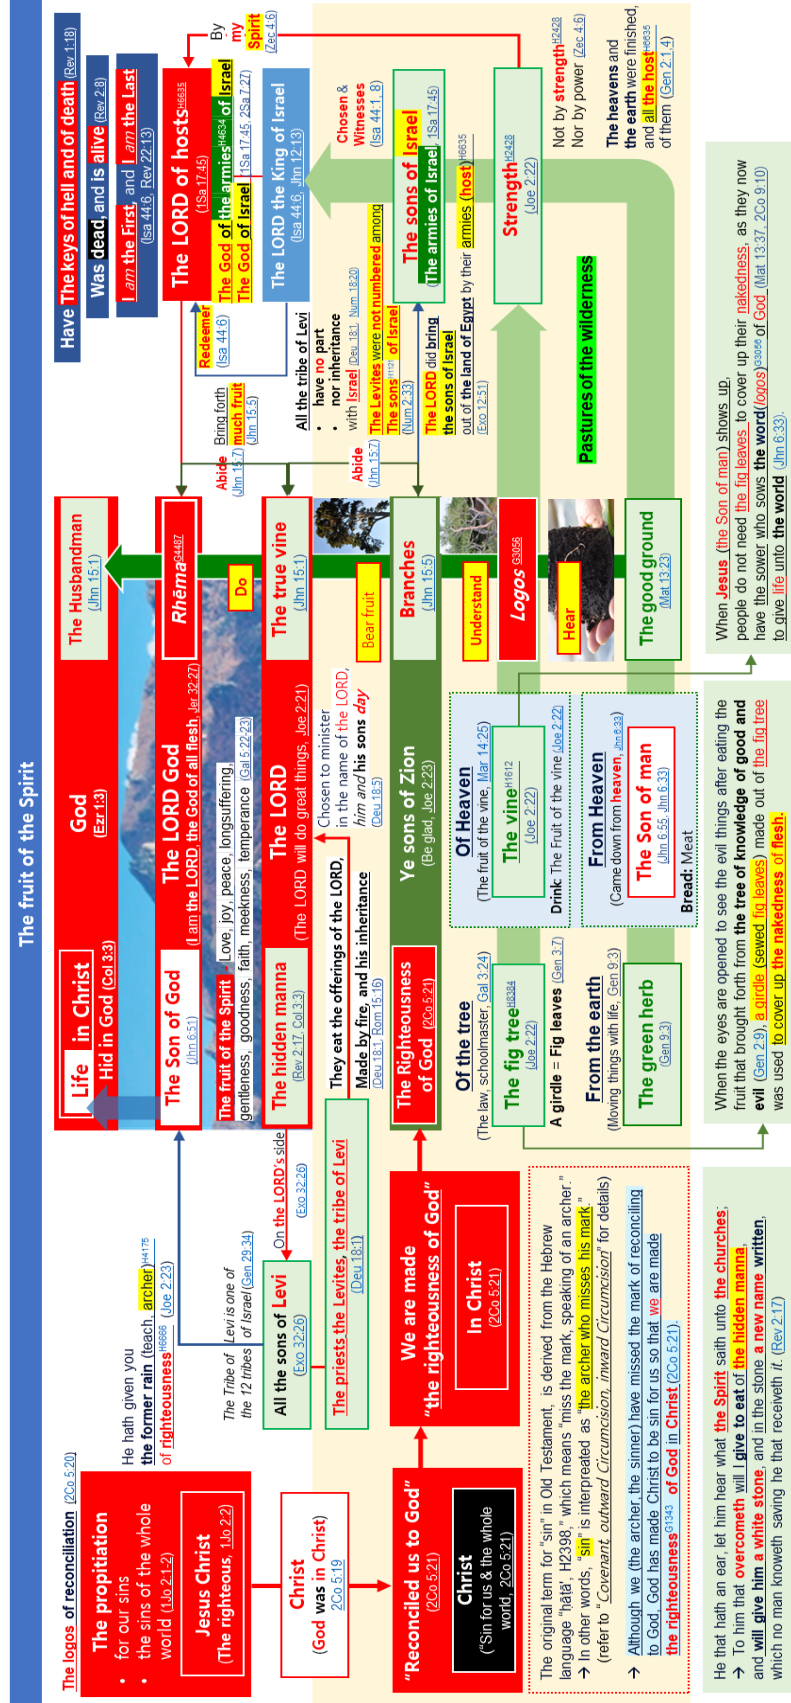 The fruit of the Spirit
The logos of reconciliation (2Co 5:20)
The propitiation
• for our sins
• the sins of the whole
world (1Jo 2:1-2)
Jesus Christ
(The righteous, 1Jo 2:2)
Christ
(God was in Christ)
2Co 5:19
"Reconciled us to God"
(2Co 5:21)
Christ
("Sin for us & the whole
world, 2Co 5:21)
He hath given you
the former rain (teach, archer)H4175
of righteousnessH6666 (Joe 2:23)
The Tribe of Levi is one of
the 12 tribes of Israel (Gen 29:34)
All the sons of Levi
(Exo 32:26)
On the LORD's side
(Exo 32:26)
The priests the Levites, the tribe of Levi
(Deu 18:1)
We are made
"the righteousness of God"
In Christ
(2Co 5:21)
The original term for "sin" in Old Testament, is derived from the Hebrew
language "hâtâ', H2398," which means "miss the mark, speaking of an archer."
→ In other words, "sin" is interpreted as "the archer who misses his mark."
(refer to "Covenant, outward Circumcision, inward Circumcision" for details)
→ Although we (the archer, the sinner) have missed the mark of reconciling
to God, God has made Christ to be sin for us so that we are made
the righteousnessG1343 of God in Christ (2Co 5:21).
He that hath an ear, let him hear what the Spirit saith unto the churches;
→ To him that overcometh will I give to eat of the hidden manna,
and will give him a white stone, and in the stone a new name written,
which no man knoweth saving he that receiveth it. (Rev 2:17)
Life in Christ
Hid in God (Col 3:3)
God
(Ezr 1:3)
The Husbandman
(Jhn 15:1)
The Son of God
(Jhn 6:51)
The LORD God
(I am the LORD, the God of all flesh, Jer 32:27)
RhēmaG4487
The fruit of the Spirit - Love, joy, peace, longsuffering,
gentleness, goodness, faith, meekness, temperance (Gal 5:22-23)
Do
The hidden manna
(Rev 2:17, Col 3:3)
The LORD
(The LORD will do great things, Joe 2:21)
The true vine
(Jhn 15:1)
They eat the offerings of the LORD,
Made by fire, and his inheritance
(Deu 18:1, Rom 15:16)
Chosen to minister
in the name of the LORD,
him and his sons day
(Deu 18:5)
Bear fruit
The Righteousness
of God (2Co 5:21)
Ye sons of Zion
(Be glad, Joe 2:23)
Branches
(Jhn 15:5)
Of the tree
(The law, schoolmaster, Gal 3:24)
The fig treeH8384
(Joe 2:22)
A girdle = Fig leaves (Gen 3:7)
Of Heaven
(The fruit of the vine, Mar 14:25)
The vineH1612
(Joe 2:22)
Drink: The Fruit of the vine (Joe 2:22)
Understand
Logos G3056
Hear
From the earth
(Moving things with life, Gen 9:3)
The green herb
(Gen 9:3)
From Heaven
(Came down from heaven, Jhn 6:33)
The Son of man
(Jhn 6:55, Jhn 6:33)
Bread: Meat
The good ground
(Mat 13:23)
When the eyes are opened to see the evil things after eating the
fruit that brought forth from the tree of knowledge of good and
evil (Gen 2:9), a girdle (sewed fig leaves) made out of the fig tree
was used to cover up the nakedness of flesh.
Have The keys of hell and of death (Rev 1:18)
Was dead, and is alive (Rev 2:8)
I am the First, and I am the Last
(Isa 44:6, Rev 22:13)
The LORD of hostsH6635
(1Sa 17:45)
The God of the armiesH4634 of Israel
The God of Israel (1Sa 17:45, 2Sa 7:27)
The LORD the King of Israel
(Isa 44:6, Jhn 12:13)
By
my
Spirit
(Zec 4:6)
Redeemer
(Isa 44:6)
Bring forth
much fruit
(Jhn 15:5)
Abide
(Jhn 15:7)
Abide
(Jhn 15:7)
All the tribe of Levi
• have no part
• nor inheritance
with Israel (Deu 18:1, Num 18:20)
The Levites were not numbered among
The sonsH1121 of Israel
(Num 2:33)
Chosen &
Witnesses
(Isa 44:1, 8)
The sons of Israel
(The armies of Israel, 1Sa 17:45)
The LORD did bring
the sons of Israel
out of the land of Egypt by their armies (host)H6635
(Exo 12:51)
StrengthH2428
(Joe 2:22)
Not by strengthH2428
Nor by power (Zec 4:6)
The heavens and
the earth were finished,
and all the hostH6635
of them (Gen 2:1,4)
Pastures of the wilderness
When Jesus (the Son of man) shows up,
people do not need the fig leaves to cover up their nakedness, as they now
have the sower who sows the word(logos)G3056 of God (Mat 13:37, 2Co 9:10)
to give life unto the world (Jhn 6:33).